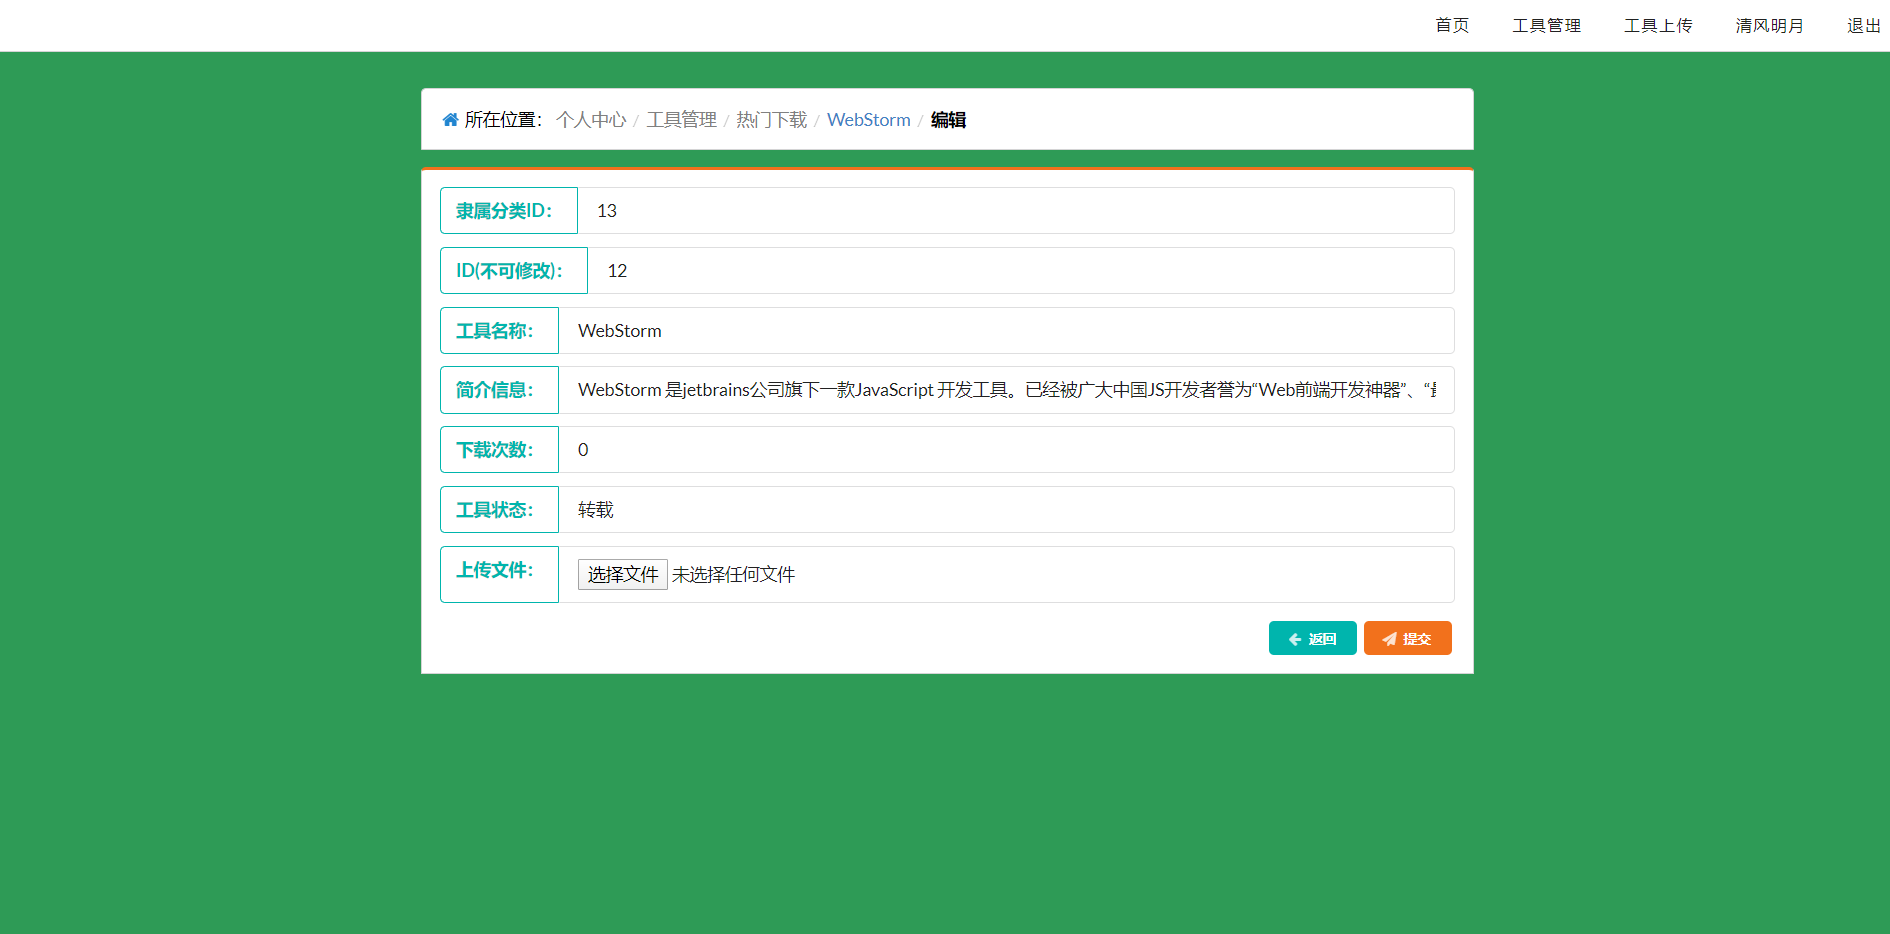 首页 工具管理 工具上传 清风明月 退出
所在位置： 个人中心 / 工具管理 / 热门下载 / WebStorm / 编辑
隶属分类ID： 13
ID(不可修改)： 12
工具名称： WebStorm
简介信息： WebStorm 是jetbrains公司旗下一款JavaScript 开发工具。已经被广大中国JS开发者誉为“Web前端开发神器”、“
下载次数： 0
工具状态： 转载
上传文件： 选择文件 未选择任何文件
返回 提交